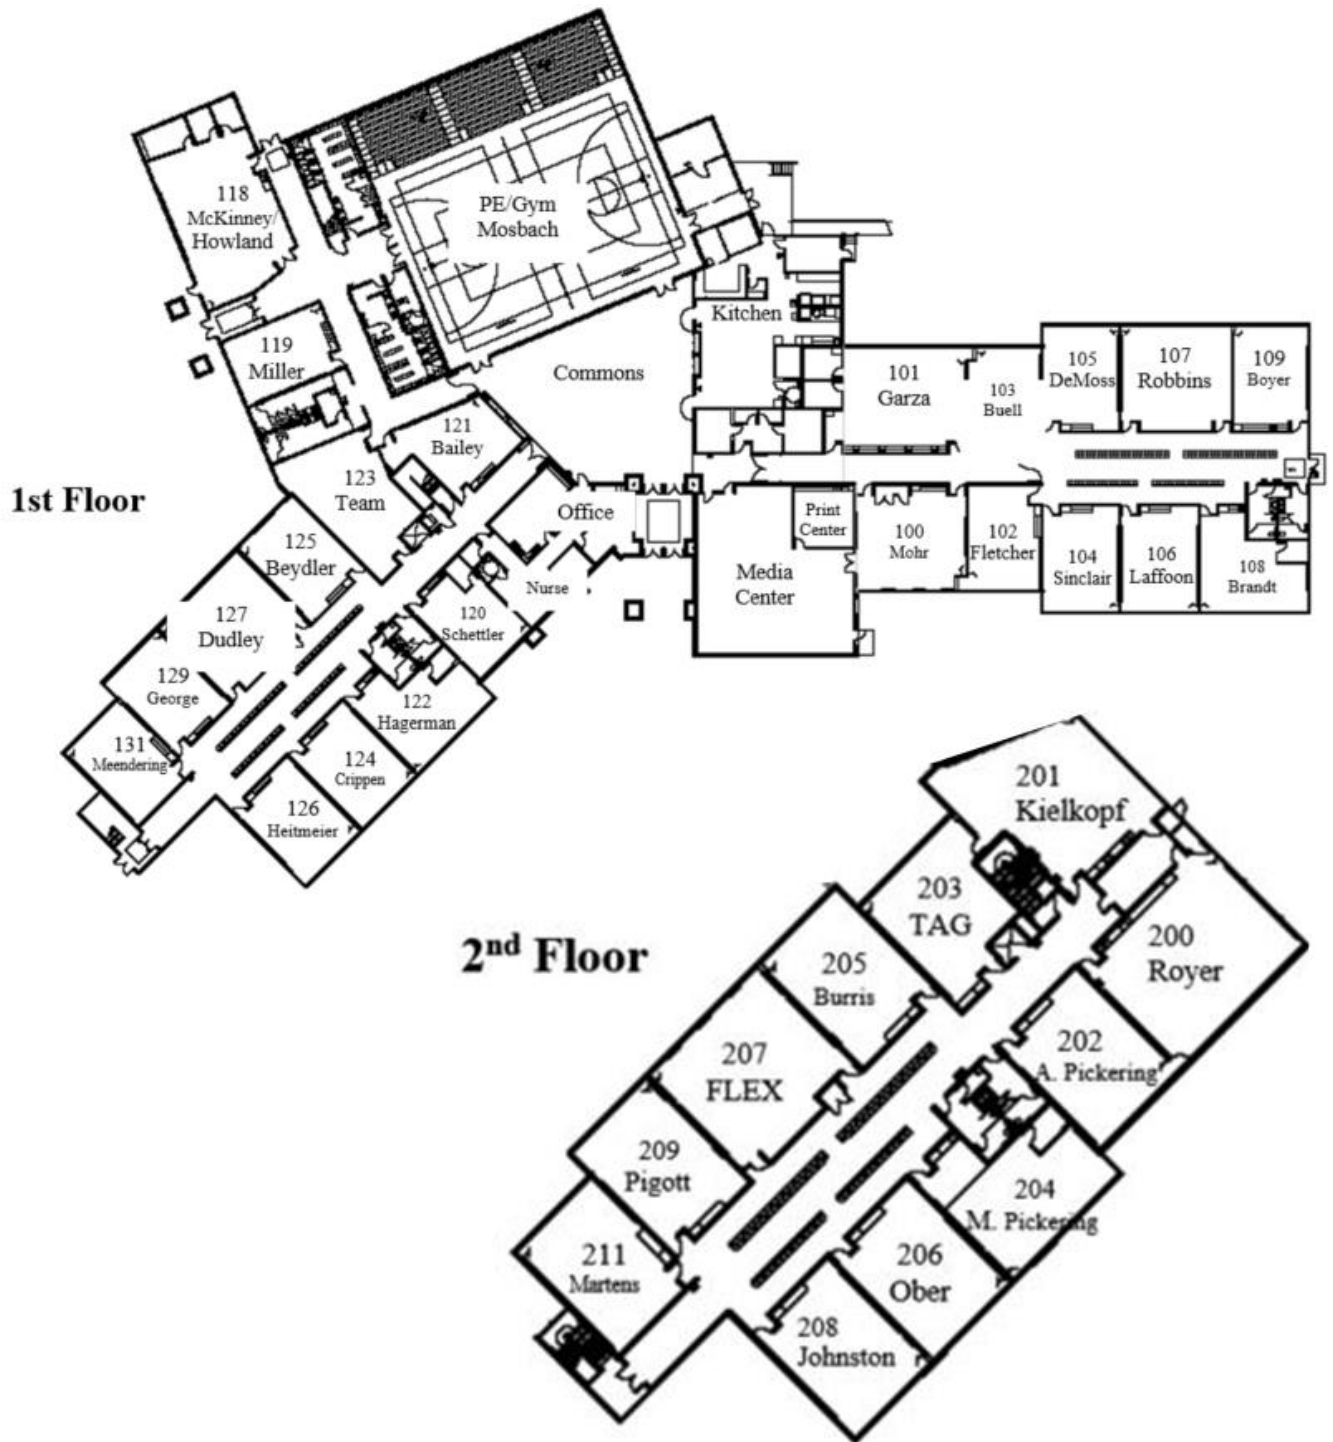 118
McKinney/
Howland
PE/Gym
Mosbach
119
Miller
Commons
Kitchen
121
Bailey
123
Team
1st Floor
Office
Nurse
125
Beydler
127
Dudley
129
George
131
Meendering
120
Schettler
122
Hagerman
124
Crippen
126
Heitmeier
Media
Center
Print
Center
101
Garza
103
Buell
105
DeMoss
107
Robbins
109
Boyer
100
Mohr
102
Fletcher
104
Sinclair
106
Laffoon
108
Brandt
2nd Floor
201
Kielkopf
203
TAG
200
Royer
205
Burris
202
A. Pickering
207
FLEX
209
Pigott
204
M. Pickering
211
Martens
206
Ober
208
Johnston